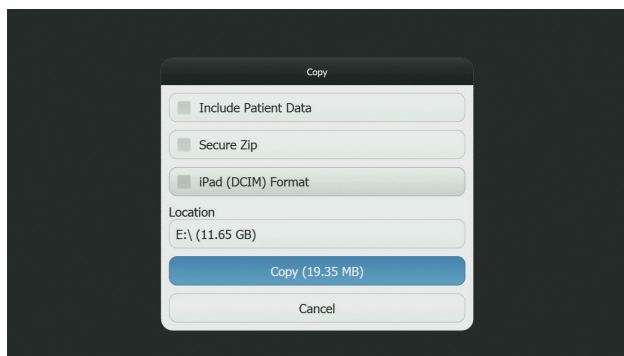 Copy
Include Patient Data
Secure Zip
iPad (DCIM) Format
Location
E:\ (11.65 GB)
Copy (19.35 MB)
Cancel